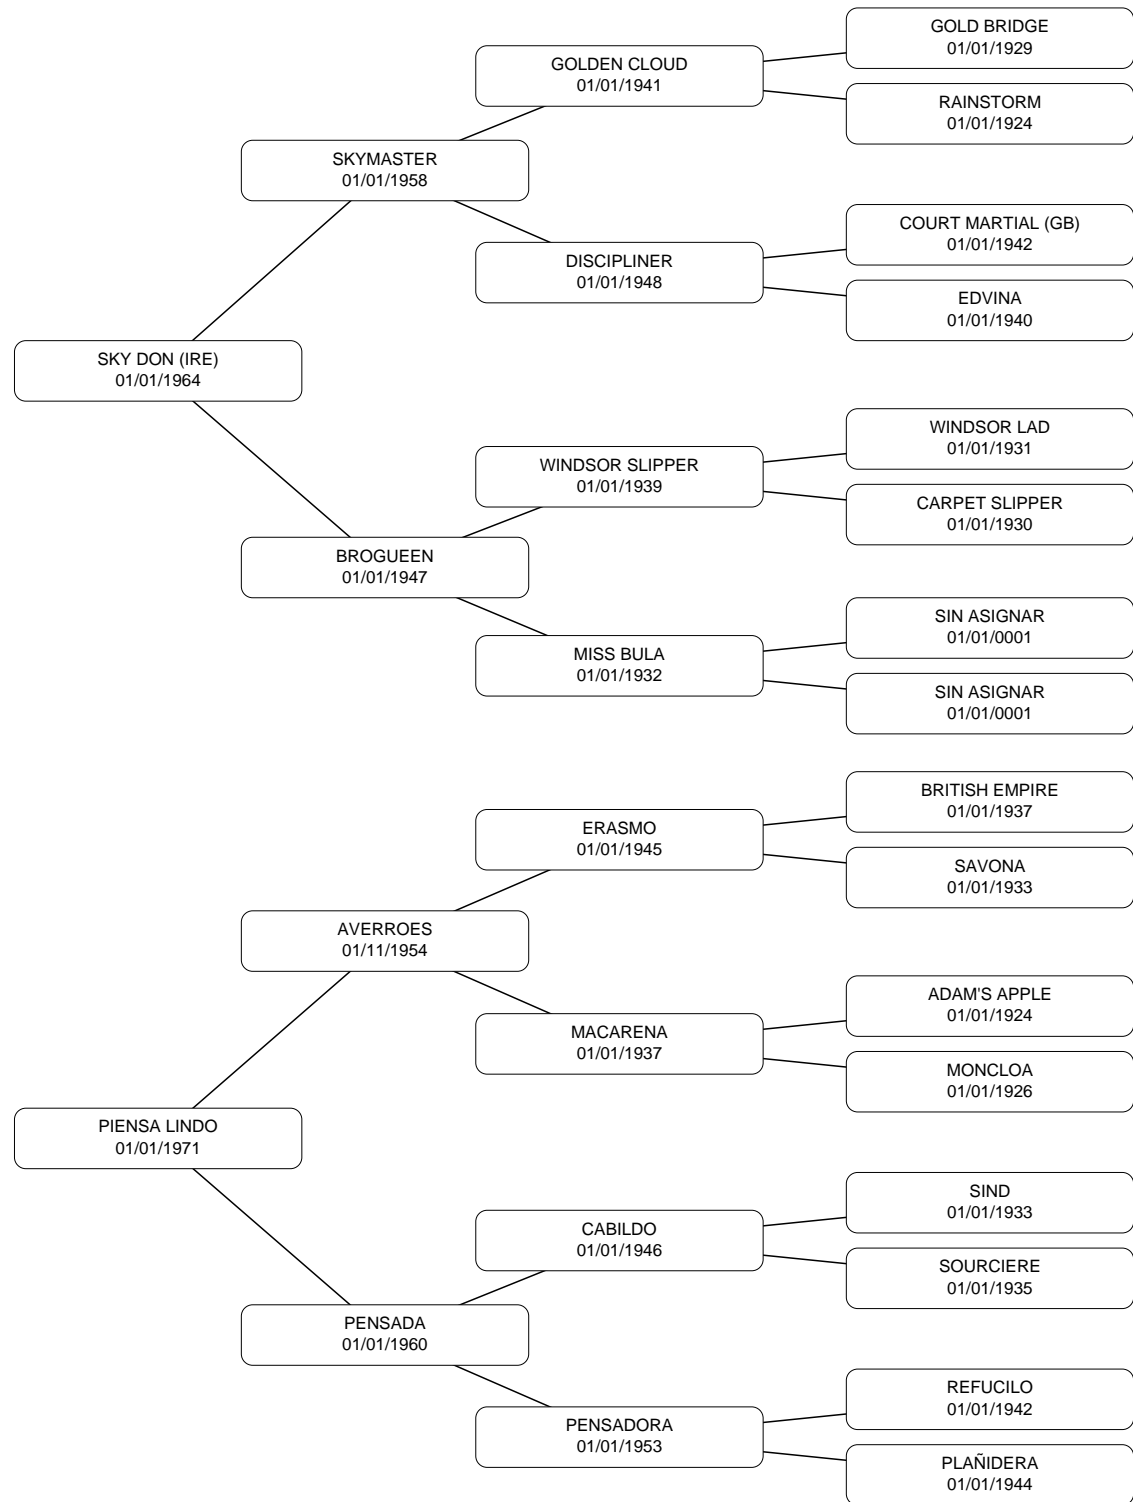 GOLD BRIDGE
01/01/1929
GOLDEN CLOUD
01/01/1941
RAINSTORM
01/01/1924
SKYMASTER
01/01/1958
COURT MARTIAL (GB)
01/01/1942
DISCIPLINER
01/01/1948
EDVINA
01/01/1940
SKY DON (IRE)
01/01/1964
WINDSOR LAD
01/01/1931
WINDSOR SLIPPER
01/01/1939
CARPET SLIPPER
01/01/1930
BROGUEEN
01/01/1947
SIN ASIGNAR
01/01/0001
MISS BULA
01/01/1932
SIN ASIGNAR
01/01/0001
BRITISH EMPIRE
01/01/1937
ERASMO
01/01/1945
SAVONA
01/01/1933
AVERROES
01/11/1954
ADAM'S APPLE
01/01/1924
MACARENA
01/01/1937
MONCLOA
01/01/1926
PIENSA LINDO
01/01/1971
SIND
01/01/1933
CABILDO
01/01/1946
SOURCIERE
01/01/1935
PENSADA
01/01/1960
REFUCILO
01/01/1942
PENSADORA
01/01/1953
PLAÑIDERA
01/01/1944